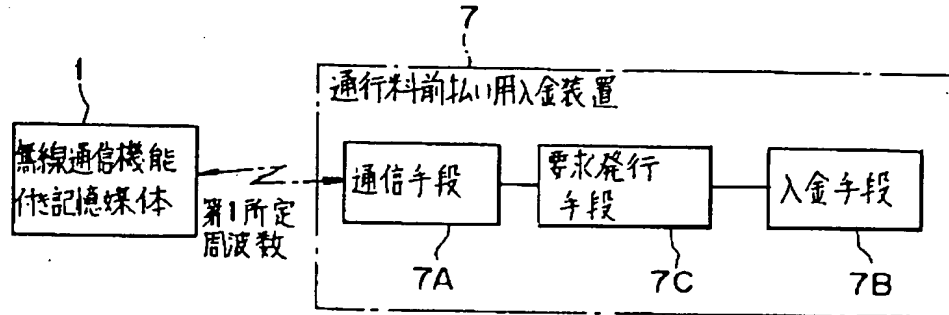 7
1
通行料前払い用入金装置
無線通信機能
付き記憶媒体
第1所定
周波数
通信手段
要求発行
手段
入金手段
7A
7C
7B